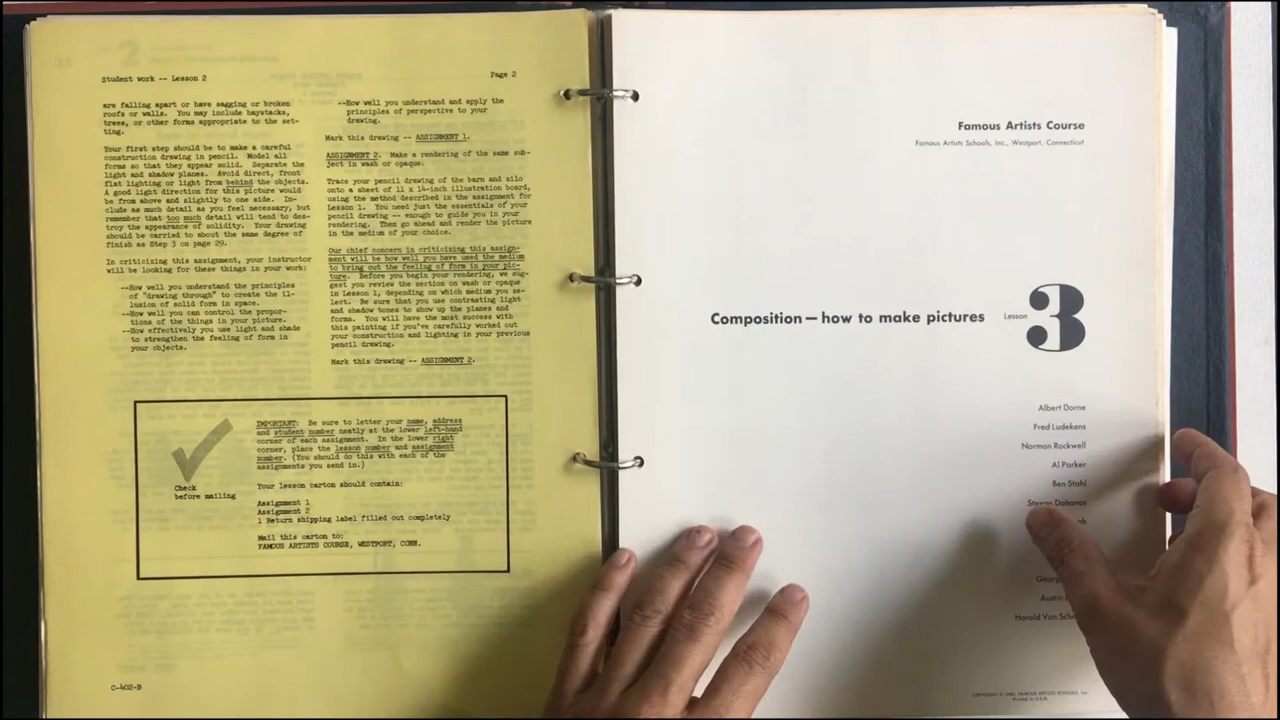 Student work -- Lesson 2
Page 2
are falling apart or have sagging or broken
roofs or walls. You may include haystacks,
trees, or other forms appropriate to the set-
ting.
Your first step should be to make a careful
construction drawing in pencil. Model all
forms so that they appear solid. Separate the
light and shadow planes. Avoid direct, front
flat lighting or light from behind the objects.
A good light direction for this picture would
be from above and slightly to one side. In-
clude as much detail as you feel necessary, but
remember that too much detail will tend to des-
troy the appearance of solidity. Your drawing
should be carried to about the same degree of
finish as Step 3 on page 29.
In criticizing this assignment, your instructor
will be looking for these things in your work:
--How well you understand the principles
of "drawing through" to create the il-
lusion of solid form in space.
--How well you can control the propor-
tions of the things in your picture.
--How effectively you use light and shade
to strengthen the feeling of form in
your objects.
--How well you understand and apply the
principles of perspective to your
drawing.
Mark this drawing -- ASSIGNMENT 1.
ASSIGNMENT 2. Make a rendering of the same sub-
ject in wash or opaque.
Trace your pencil drawing of the barn and silo
onto a sheet of 11 x 14-inch illustration board,
using the method described in the assignment for
Lesson 1. You need just the essentials of your
pencil drawing -- enough to guide you in your
rendering. Then go ahead and render the picture
in the medium of your choice.
Our chief concern in criticizing this assign-
ment will be how well you have used the medium
to bring out the feeling of form in your pic-
ture. Before you begin your rendering, we sug-
gest you review the section on wash or opaque
in Lesson 1, depending on which medium you se-
lect. Be sure that you use contrasting light
and shadow tones to show up the planes and
forms. You will have the most success with
this painting if you've carefully worked out
your construction and lighting in your previous
pencil drawing.
Mark this drawing -- ASSIGNMENT 2.
Check
before mailing
IMPORTANT: Be sure to letter your name, address
and student number neatly at the lower left-hand
corner of each assignment. In the lower right
corner, place the lesson number and assignment
number. (You should do this with each of the
assignments you send in.)
Your lesson carton should contain:
Assignment 1
Assignment 2
1 Return shipping label filled out completely
Mail this carton to:
FAMOUS ARTISTS COURSE, WESTPORT, CONN.
C-402-B
Famous Artists Course
Famous Artists Schools, Inc., Westport, Connecticut
Composition — how to make pictures
Lesson 3
Albert Dorne
Fred Ludekens
Norman Rockwell
Al Parker
Ben Stahl
Stevan Dohanos
Austin
Harold Von
FAMOUS ARTISTS SCHOOLS, INC.
Printed in U.S.A.